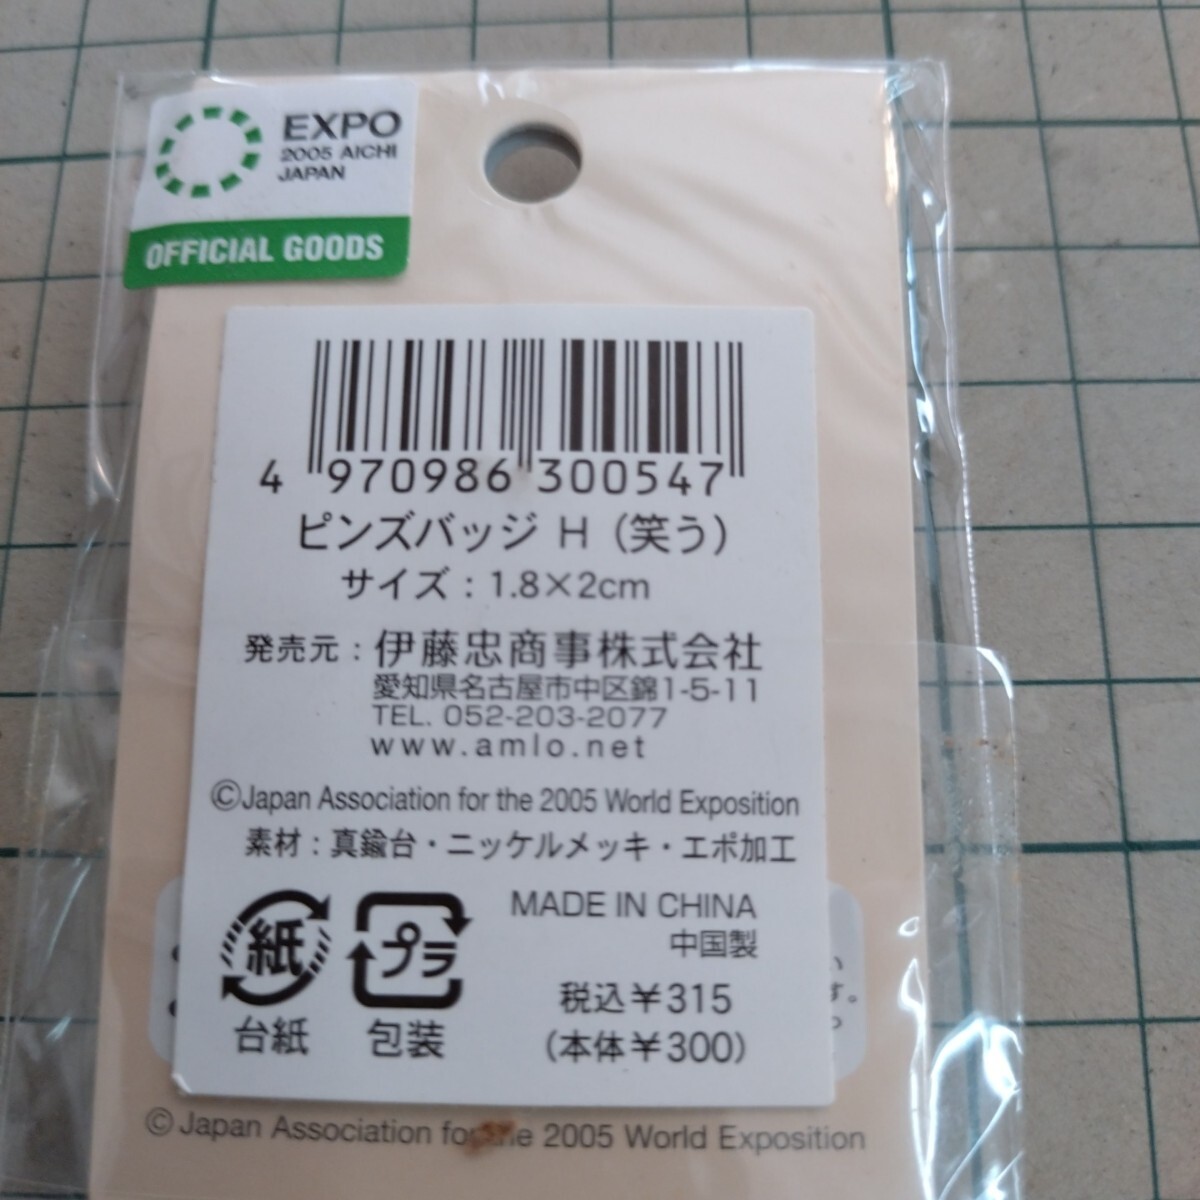 EXPO
2005 AICHI
JAPAN
OFFICIAL GOODS
4 970986 300547
ピンズバッジ H（笑う）
サイズ：1.8×2cm
発売元：伊藤忠商事株式会社
愛知県名古屋市中区錦1-5-11
TEL. 052-203-2077
www.amlo.net
©Japan Association for the 2005 World Exposition
素材：真鍮台・ニッケルメッキ・エポ加工
紙
プラ
MADE IN CHINA
中国製
台紙
包装
税込￥315
（本体￥300）
© Japan Association for the 2005 World Exposition